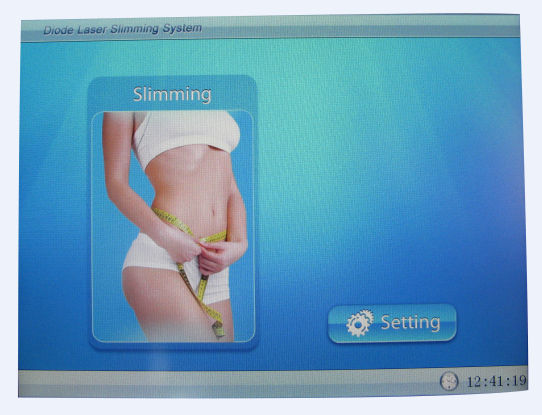 Diode Laser Slimming System
Slimming
Setting
12:41:19